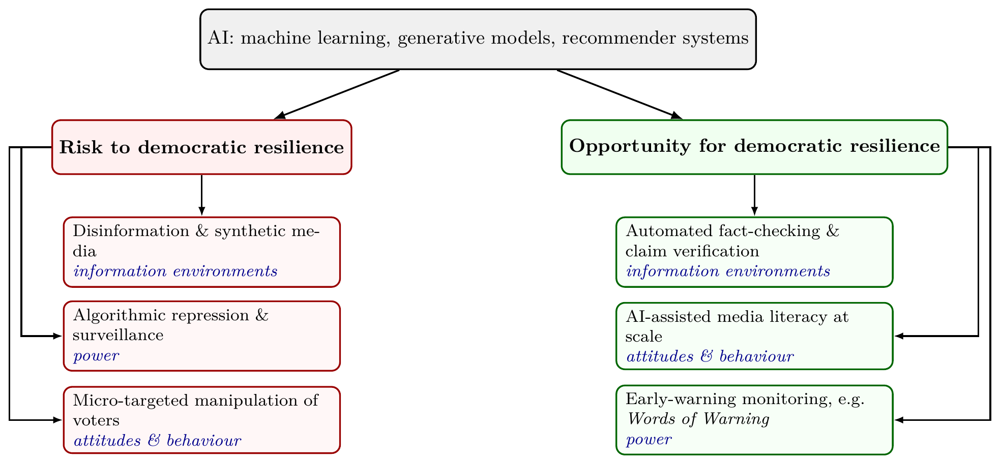 AI: machine learning, generative models, recommender systems
Risk to democratic resilience
Opportunity for democratic resilience
Disinformation & synthetic me-
dia
information environments
Algorithmic repression &
surveillance
power
Micro-targeted manipulation of
voters
attitudes & behaviour
Automated fact-checking &
claim verification
information environments
AI-assisted media literacy at
scale
attitudes & behaviour
Early-warning monitoring, e.g.
Words of Warning
power